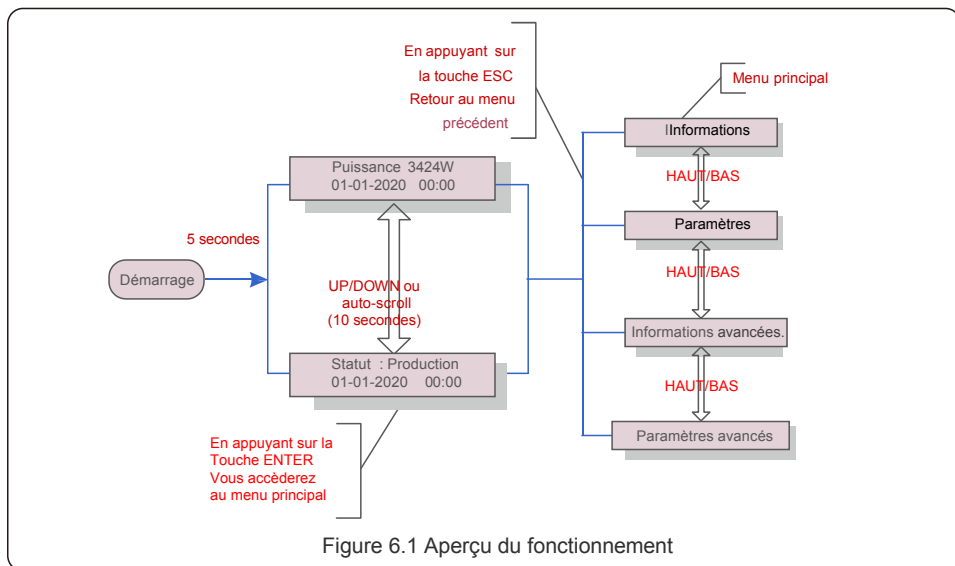 En appuyant sur
la touche ESC
Retour au menu
précédent
Menu principal
IInformations
Puissance 3424W
01-01-2020 00:00
HAUT/BAS
Paramètres
5 secondes
Démarrage
HAUT/BAS
UP/DOWN ou
auto-scroll
(10 secondes)
Informations avancées.
Statut : Production
01-01-2020 00:00
HAUT/BAS
En appuyant sur la
Touche ENTER
Vous accèderez
au menu principal
Paramètres avancés
Figure 6.1 Aperçu du fonctionnement